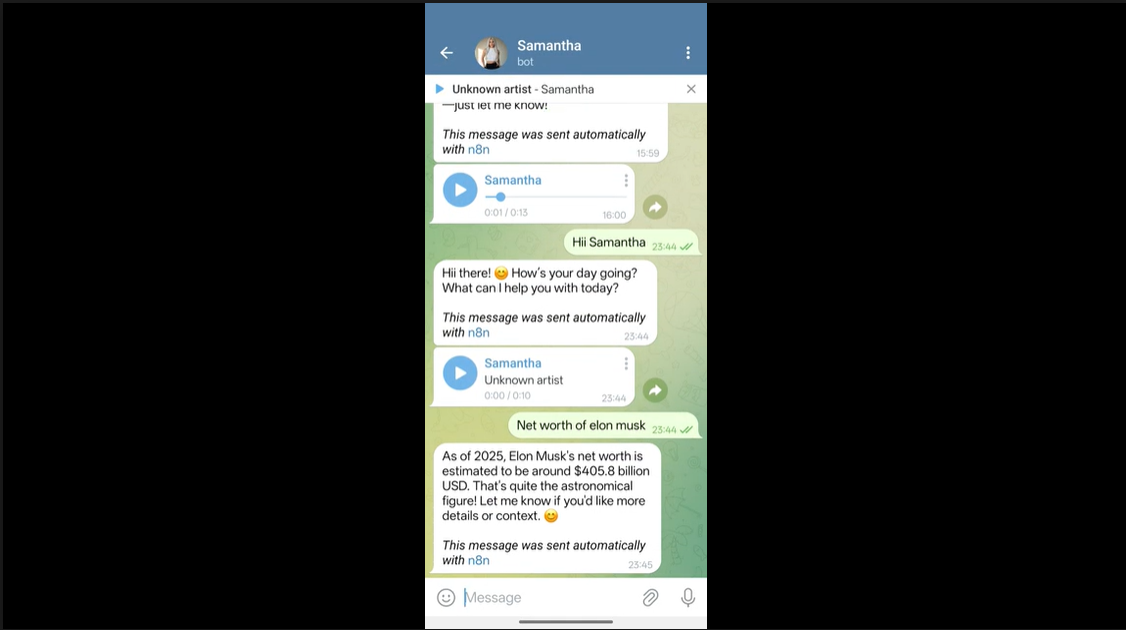 Samantha
bot
Unknown artist - Samantha
—just let me know!
This message was sent automatically
with n8n
15:59
Samantha
0:01 / 0:13
16:00
Hii Samantha 23:44
Hii there! 😊 How's your day going?
What can I help you with today?
This message was sent automatically
with n8n
23:44
Samantha
Unknown artist
0:00 / 0:10
23:44
Net worth of elon musk 23:44
As of 2025, Elon Musk's net worth is
estimated to be around $405.8 billion
USD. That's quite the astronomical
figure! Let me know if you'd like more
details or context. 😊
This message was sent automatically
with n8n
23:45
Message